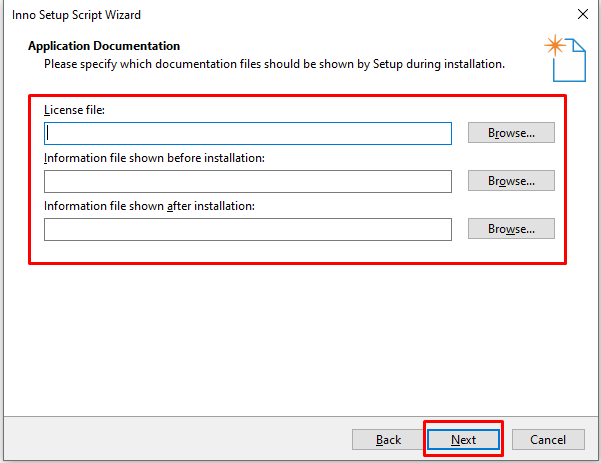 Inno Setup Script Wizard
Application Documentation
Please specify which documentation files should be shown by Setup during installation.
License file:
Browse...
Information file shown before installation:
Browse...
Information file shown after installation:
Browse...
Back
Next
Cancel